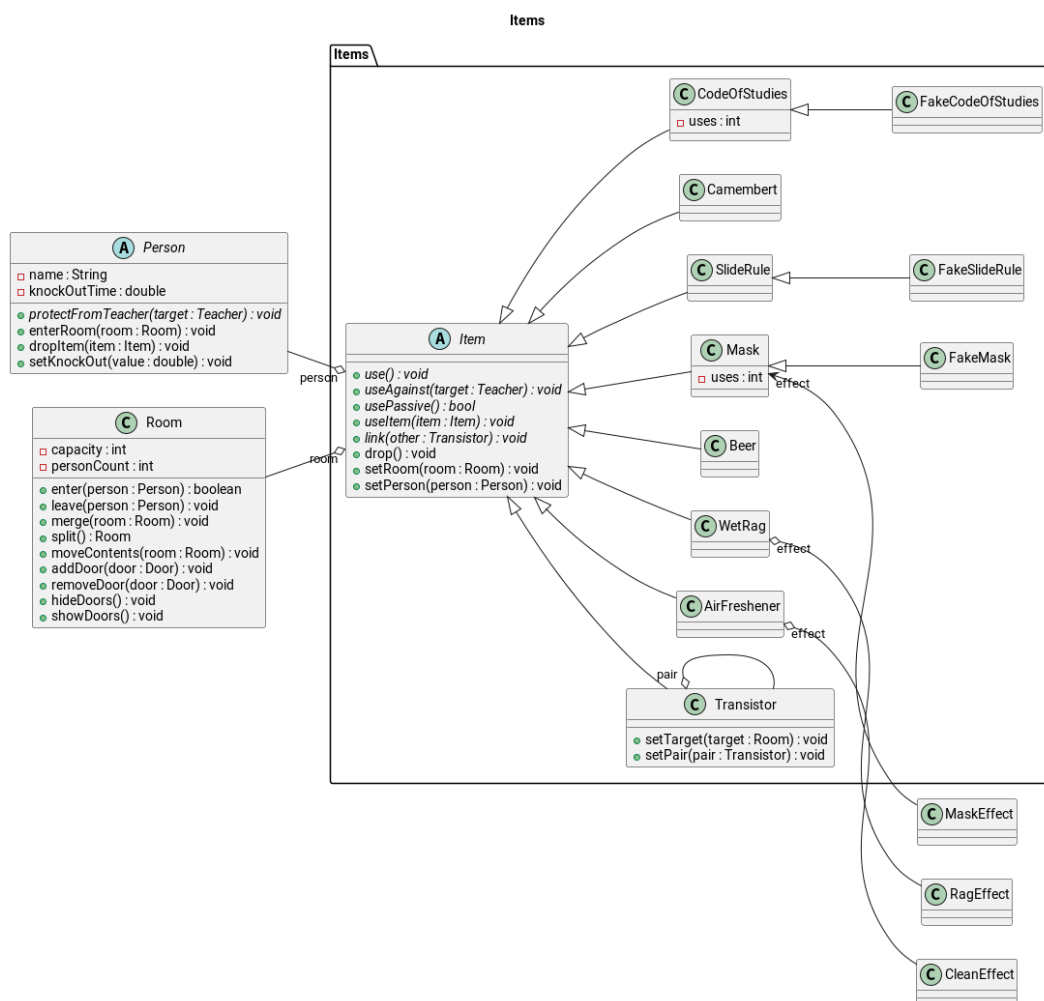 Items
Items
C CodeOfStudies
uses : int
C FakeCodeOfStudies
C Camembert
A Person
name : String
knockOutTime : double
protectFromTeacher(target : Teacher) : void
enterRoom(room : Room) : void
dropItem(item : Item) : void
setKnockOut(value : double) : void
C SlideRule
C FakeSlideRule
A Item
use() : void
useAgainst(target : Teacher) : void
usePassive() : bool
useItem(item : Item) : void
link(other : Transistor) : void
drop() : void
setRoom(room : Room) : void
setPerson(person : Person) : void
person
room
C Mask
uses : int
effect
C FakeMask
C Room
capacity : int
personCount : int
enter(person : Person) : boolean
leave(person : Person) : void
merge(room : Room) : void
split() : Room
moveContents(room : Room) : void
addDoor(door : Door) : void
removeDoor(door : Door) : void
hideDoors() : void
showDoors() : void
C Beer
C WetRag
effect
C AirFreshener
effect
pair
C Transistor
setTarget(target : Room) : void
setPair(pair : Transistor) : void
C MaskEffect
C RagEffect
C CleanEffect